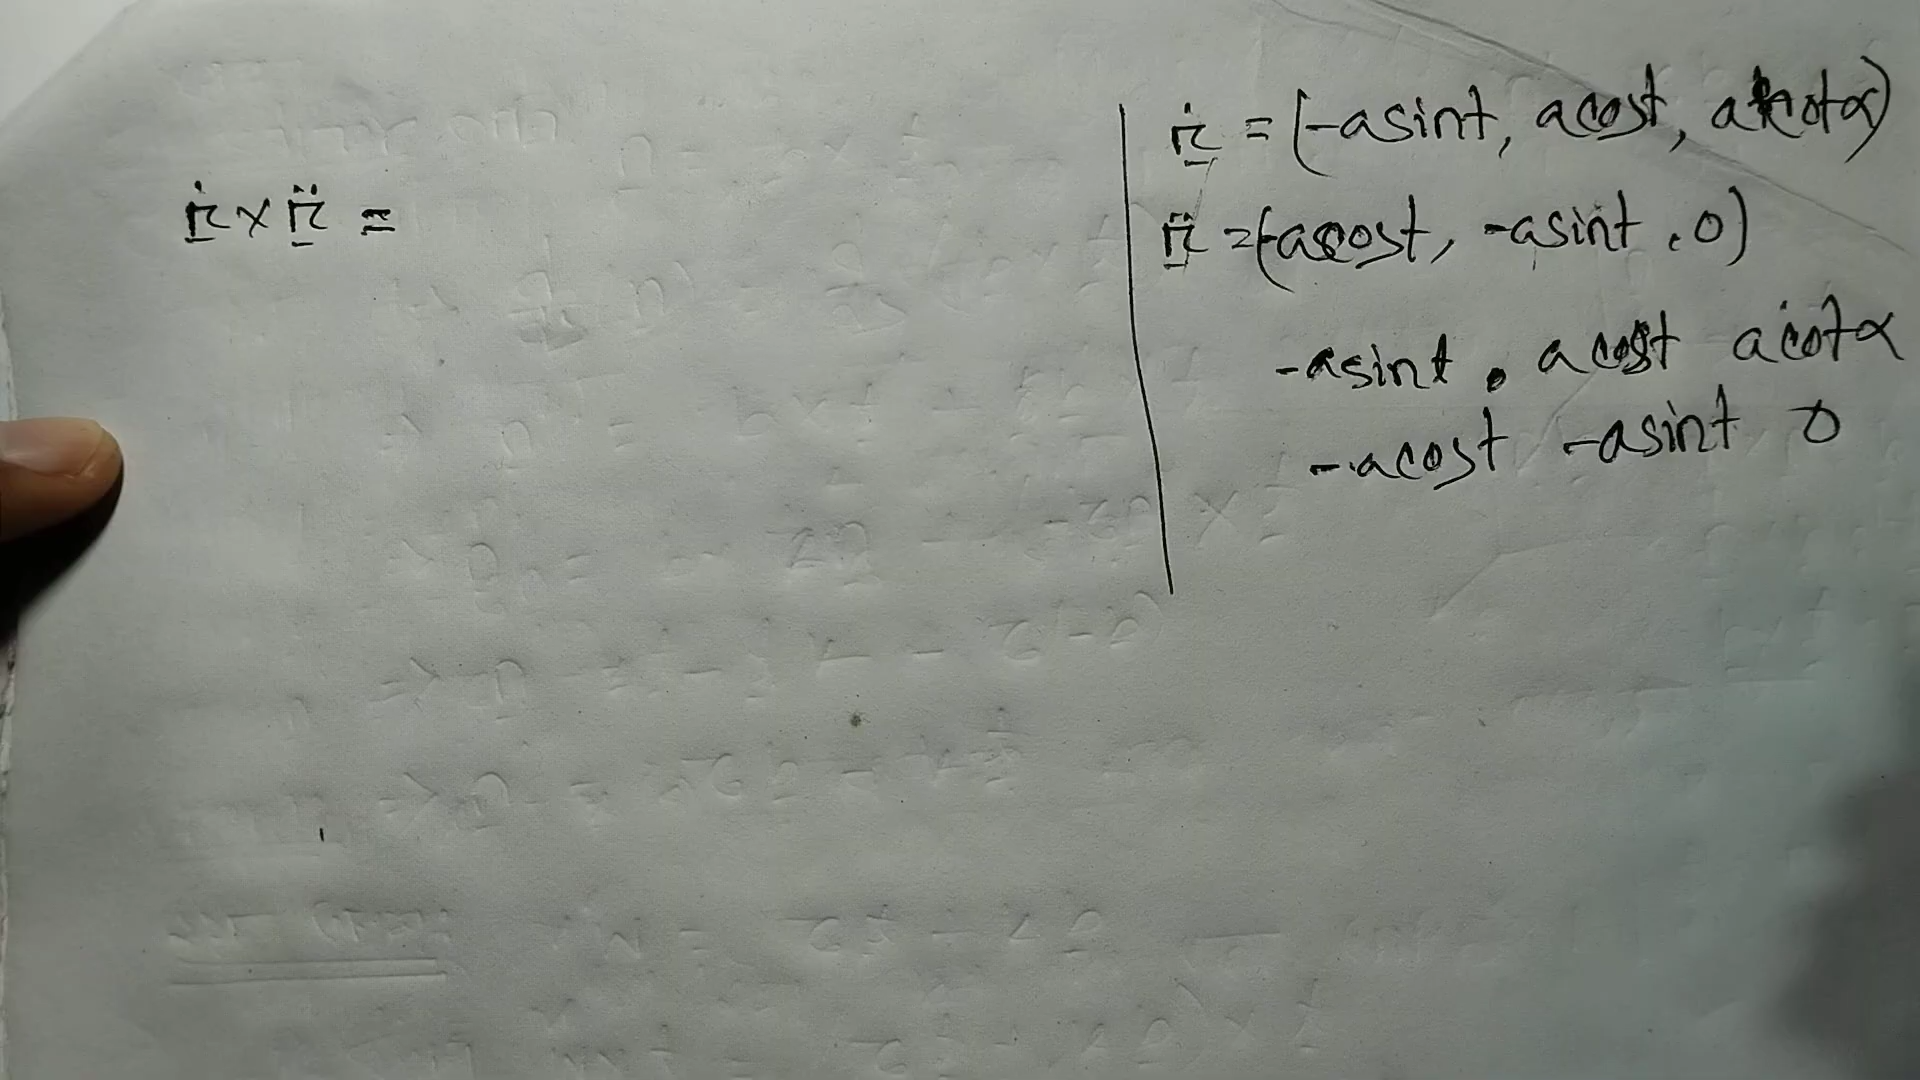 ṙ × r̈ =
ṙ = (-asint, acost, acotα)
r̈ = (-acost, -asint, 0)
-asint . acost acotα
-acost -asint 0